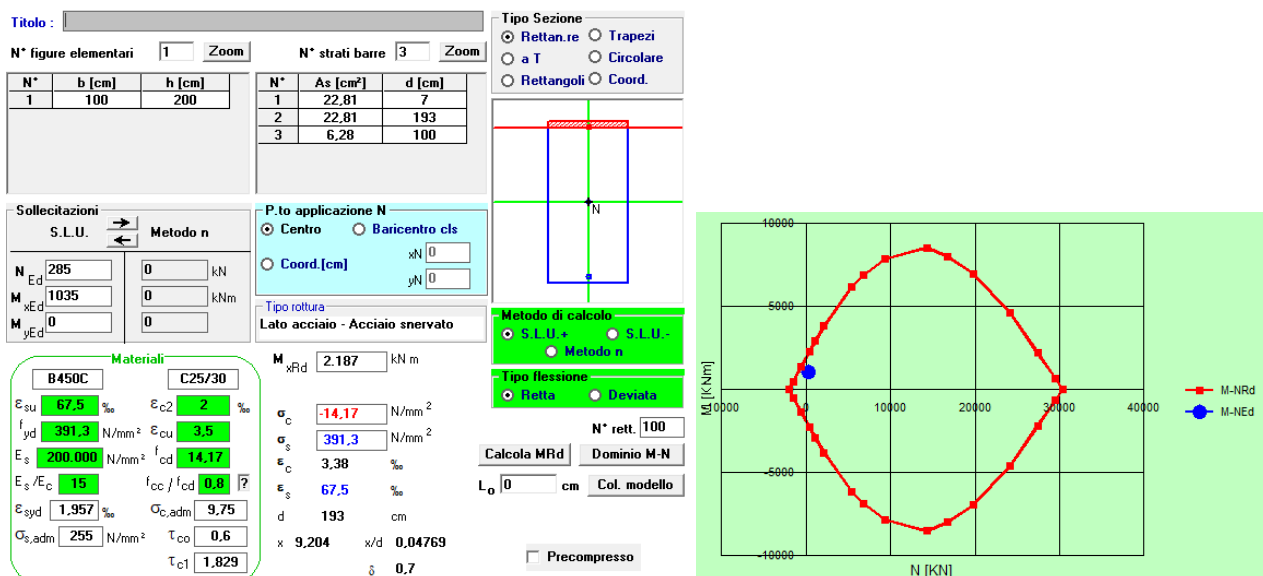 Titolo :
N° figure elementari 1 Zoom N° strati barre 3 Zoom
N° b [cm] h [cm]
1 100 200
N° As [cm²] d [cm]
1 22,81 7
2 22,81 193
3 6,28 100
Tipo Sezione
Rettan.re Trapezi
a T Circolare
Rettangoli Coord.
N
Sollecitazioni
S.L.U. Metodo n
N Ed 285 0 kN
M xEd 1035 0 kNm
M yEd 0 0
P.to applicazione N
Centro Baricentro cls
Coord.[cm] xN 0
yN 0
Tipo rottura
Lato acciaio - Acciaio snervato
Metodo di calcolo
S.L.U.+ S.L.U.-
Metodo n
Tipo flessione
Retta Deviata
N° rett. 100
Calcola MRd Dominio M-N
L o 0 cm Col. modello
Precompresso
Materiali
B450C C25/30
ε su 67,5 ‰ ε c2 2 ‰
f yd 391,3 N/mm² ε cu 3,5
E s 200.000 N/mm² f cd 14,17
E s /E c 15 f cc / f cd 0,8 ?
ε syd 1,957 ‰ σ c,adm 9,75
σ s,adm 255 N/mm² τ co 0,6
τ c1 1,829
M xRd 2.187 kN m
σ c -14,17 N/mm²
σ s 391,3 N/mm²
ε c 3,38 ‰
ε s 67,5 ‰
d 193 cm
x 9,204 x/d 0,04769
δ 0,7
10000
5000
-10000 0 10000 20000 30000 40000
-5000
-10000
M [KNm]
N [KN]
M-NRd
M-NEd